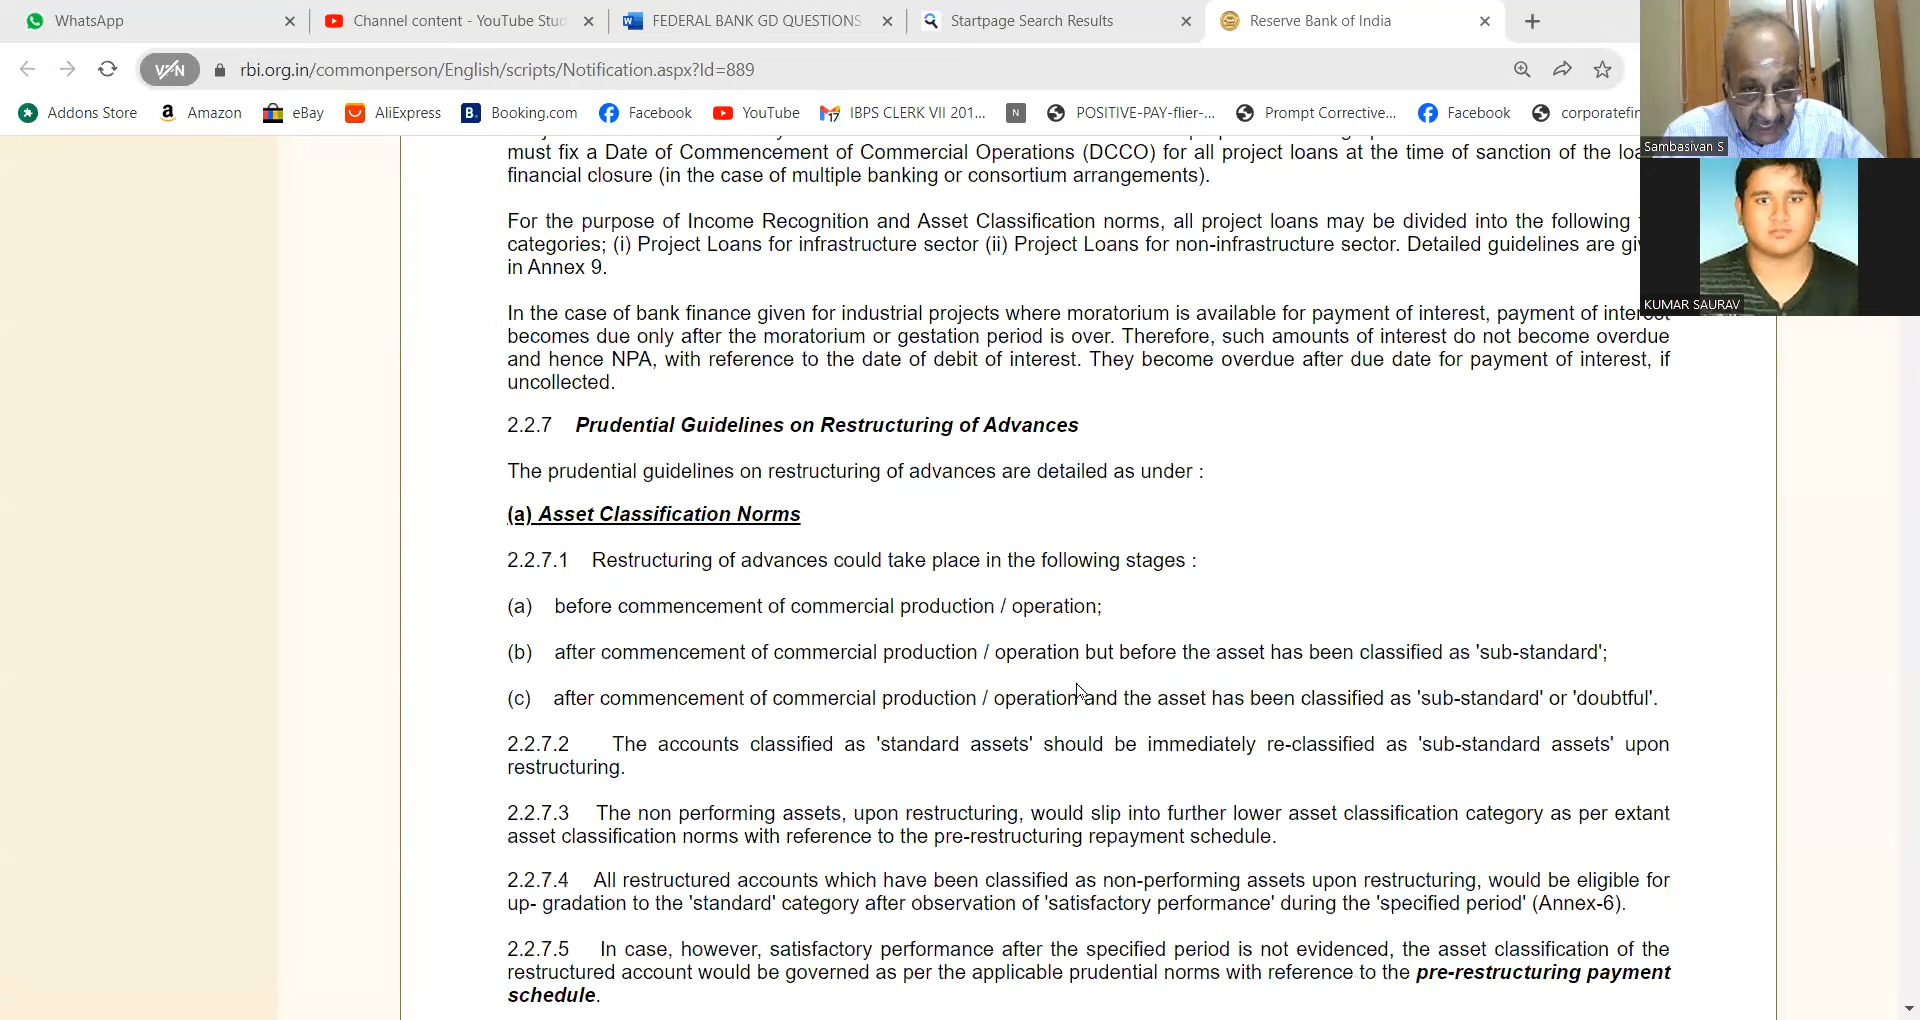 WhatsApp
Channel content - YouTube Stud
FEDERAL BANK GD QUESTIONS
Startpage Search Results
Reserve Bank of India
VPN
rbi.org.in/commonperson/English/scripts/Notification.aspx?Id=889
Addons Store
Amazon
eBay
AliExpress
Booking.com
Facebook
YouTube
IBPS CLERK VII 201...
N
POSITIVE-PAY-flier-...
Prompt Corrective...
Facebook
corporatefin
Sambasivan S
KUMAR SAURAV
must fix a Date of Commencement of Commercial Operations (DCCO) for all project loans at the time of sanction of the loa
financial closure (in the case of multiple banking or consortium arrangements).
For the purpose of Income Recognition and Asset Classification norms, all project loans may be divided into the following
categories; (i) Project Loans for infrastructure sector (ii) Project Loans for non-infrastructure sector. Detailed guidelines are giv
in Annex 9.
In the case of bank finance given for industrial projects where moratorium is available for payment of interest, payment of interest
becomes due only after the moratorium or gestation period is over. Therefore, such amounts of interest do not become overdue
and hence NPA, with reference to the date of debit of interest. They become overdue after due date for payment of interest, if
uncollected.
2.2.7 Prudential Guidelines on Restructuring of Advances
The prudential guidelines on restructuring of advances are detailed as under :
(a) Asset Classification Norms
2.2.7.1 Restructuring of advances could take place in the following stages :
(a) before commencement of commercial production / operation;
(b) after commencement of commercial production / operation but before the asset has been classified as 'sub-standard';
(c) after commencement of commercial production / operation and the asset has been classified as 'sub-standard' or 'doubtful'.
2.2.7.2 The accounts classified as 'standard assets' should be immediately re-classified as 'sub-standard assets' upon
restructuring.
2.2.7.3 The non performing assets, upon restructuring, would slip into further lower asset classification category as per extant
asset classification norms with reference to the pre-restructuring repayment schedule.
2.2.7.4 All restructured accounts which have been classified as non-performing assets upon restructuring, would be eligible for
up- gradation to the 'standard' category after observation of 'satisfactory performance' during the 'specified period' (Annex-6).
2.2.7.5 In case, however, satisfactory performance after the specified period is not evidenced, the asset classification of the
restructured account would be governed as per the applicable prudential norms with reference to the pre-restructuring payment
schedule.